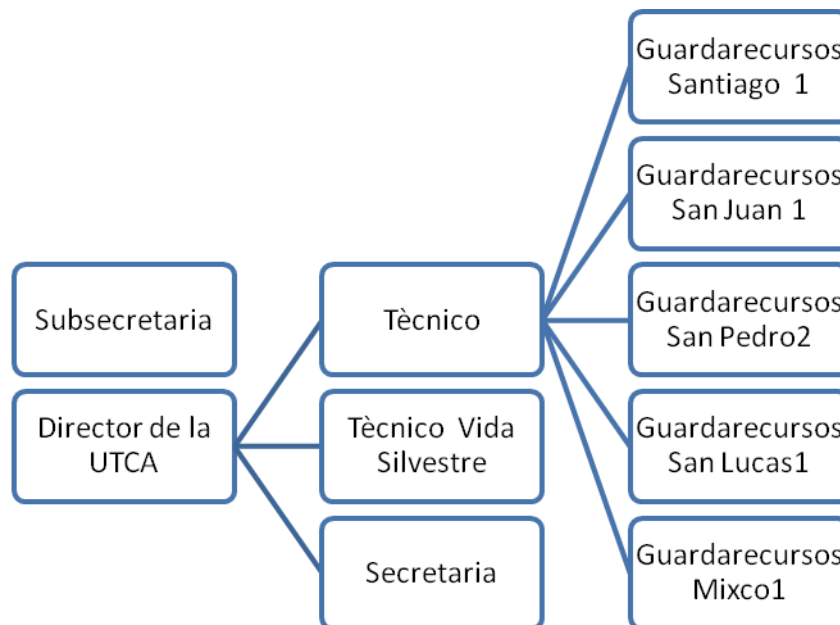 Subsecretaria
Director de la
UTCA
Tècnico
Tècnico Vida
Silvestre
Secretaria
Guardarecursos
Santiago 1
Guardarecursos
San Juan 1
Guardarecursos
San Pedro2
Guardarecursos
San Lucas1
Guardarecursos
Mixco1